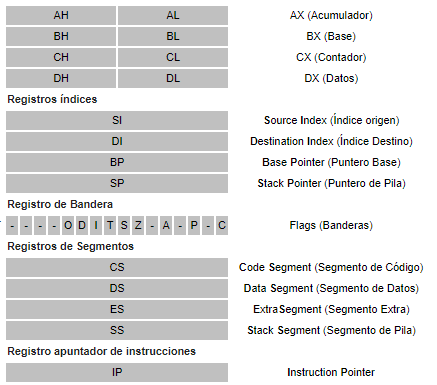 AH AL AX (Acumulador)
BH BL BX (Base)
CH CL CX (Contador)
DH DL DX (Datos)
Registros índices
SI Source Index (Índice origen)
DI Destination Index (Índice Destino)
BP Base Pointer (Puntero Base)
SP Stack Pointer (Puntero de Pila)
Registro de Bandera
- - - - O D I T S Z - A - P - C Flags (Banderas)
Registros de Segmentos
CS Code Segment (Segmento de Código)
DS Data Segment (Segmento de Datos)
ES ExtraSegment (Segmento Extra)
SS Stack Segment (Segmento de Pila)
Registro apuntador de instrucciones
IP Instruction Pointer